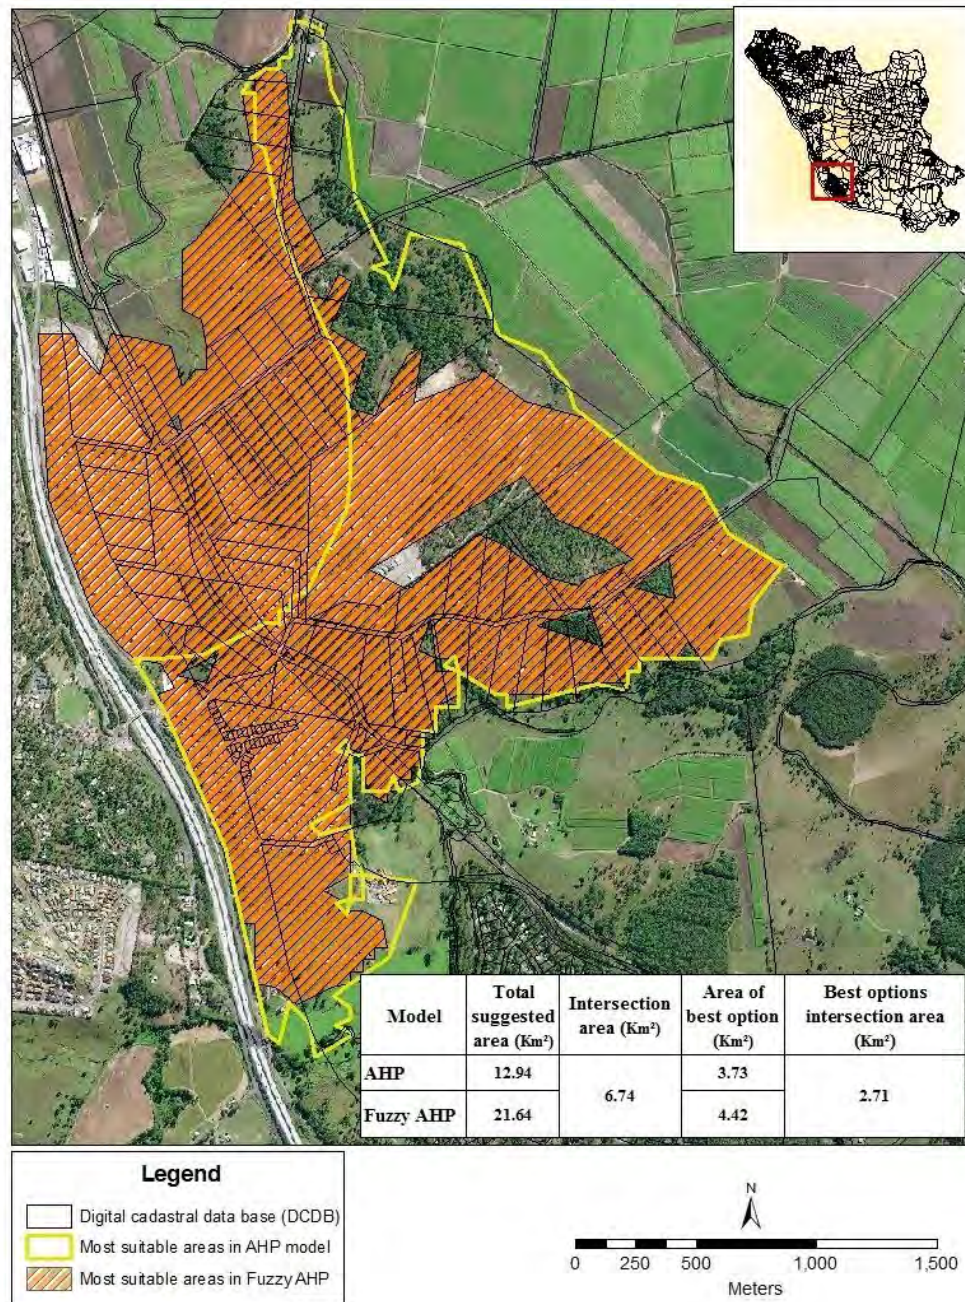 Model
Total
suggested
area (Km²)
Intersection
area (Km²)
Area of
best option
(Km²)
Best options
intersection area
(Km²)
AHP
12.94
6.74
3.73
2.71
Fuzzy AHP
21.64
4.42
Legend
Digital cadastral data base (DCDB)
Most suitable areas in AHP model
Most suitable areas in Fuzzy AHP
N
0 250 500 1,000 1,500
Meters